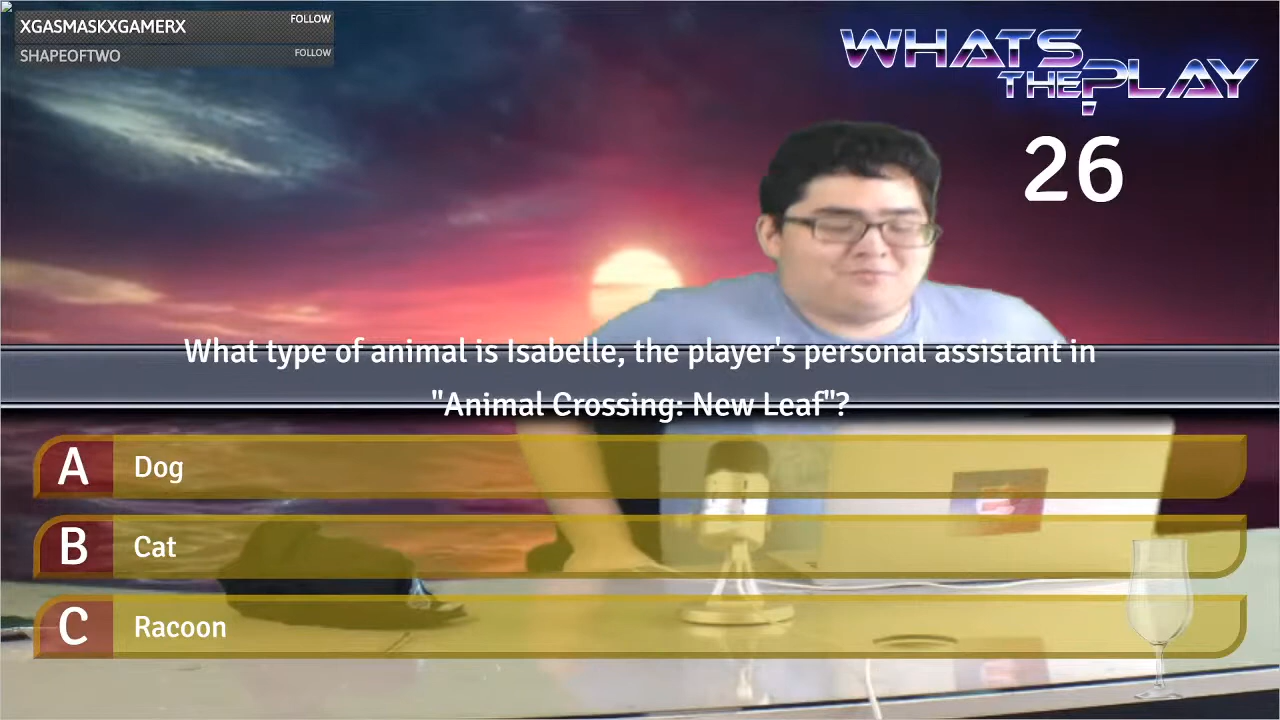 XGASMASKXGAMERX FOLLOW
SHAPEOFTWO FOLLOW
WHATS
THE PLAY
26
What type of animal is Isabelle, the player's personal assistant in
"Animal Crossing: New Leaf"?
A Dog
B Cat
C Racoon